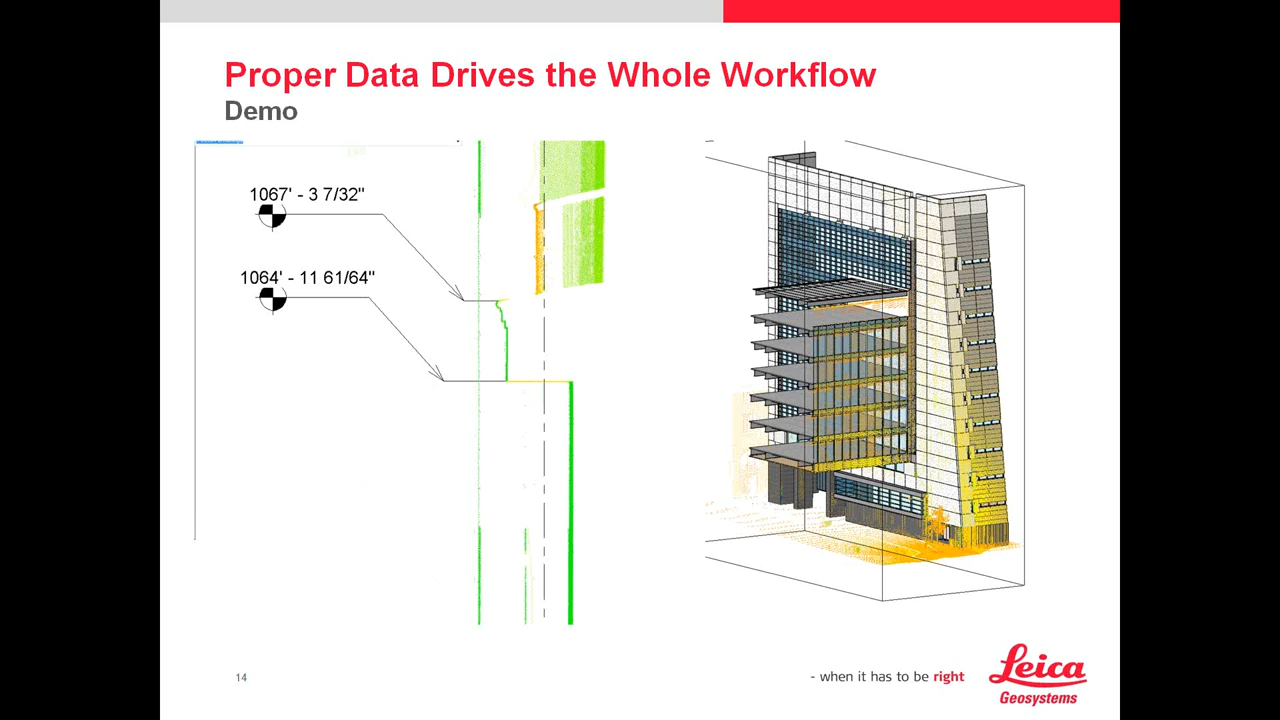 Proper Data Drives the Whole Workflow
Demo
1067' - 3 7/32"
1064' - 11 61/64"
14
- when it has to be right
Leica
Geosystems